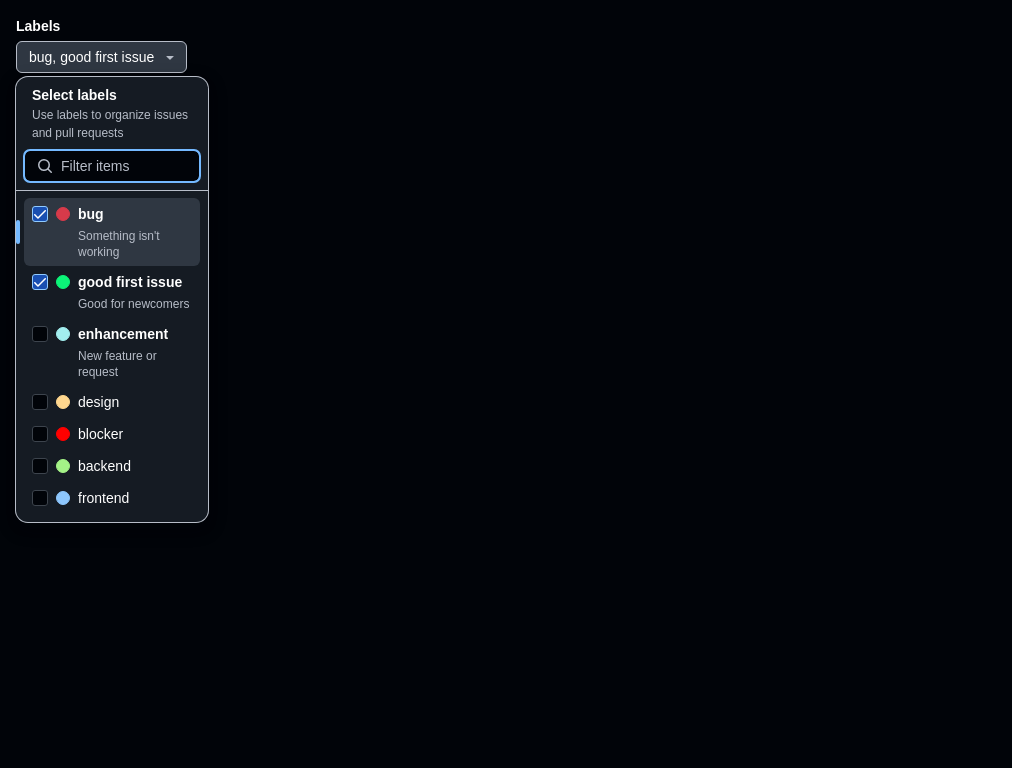 Labels
bug, good first issue
Select labels
Use labels to organize issues
and pull requests
Filter items
bug
Something isn't
working
good first issue
Good for newcomers
enhancement
New feature or
request
design
blocker
backend
frontend